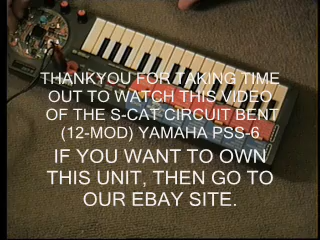 THANKYOU FOR TAKING TIME
OUT TO WATCH THIS VIDEO
OF THE S-CAT CIRCUIT BENT
(12-MOD) YAMAHA PSS-6
IF YOU WANT TO OWN
THIS UNIT, THEN GO TO
OUR EBAY SITE.